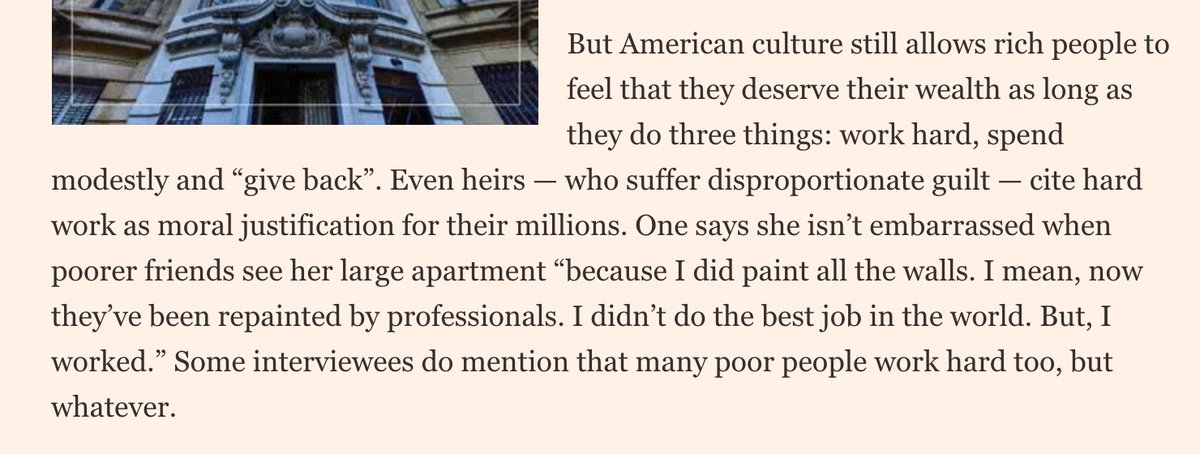 But American culture still allows rich people to
feel that they deserve their wealth as long as
they do three things: work hard, spend
modestly and “give back”. Even heirs — who suffer disproportionate guilt — cite hard
work as moral justification for their millions. One says she isn’t embarrassed when
poorer friends see her large apartment “because I did paint all the walls. I mean, now
they’ve been repainted by professionals. I didn’t do the best job in the world. But, I
worked.” Some interviewees do mention that many poor people work hard too, but
whatever.